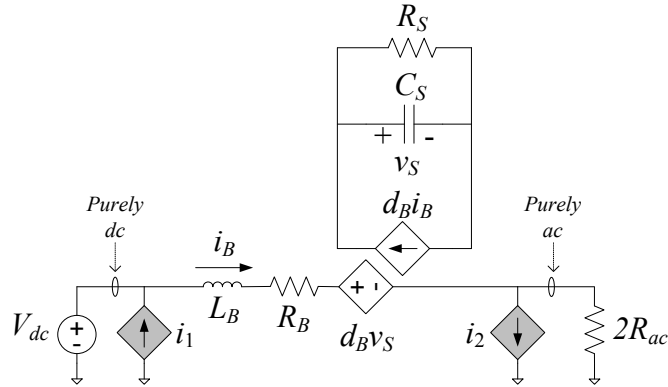 R_S
C_S
+ -
v_S
d_B i_B
Purely
dc
Purely
ac
i_B
+ -
V_dc
+
-
i_1
L_B
R_B
d_B v_S
i_2
2R_ac